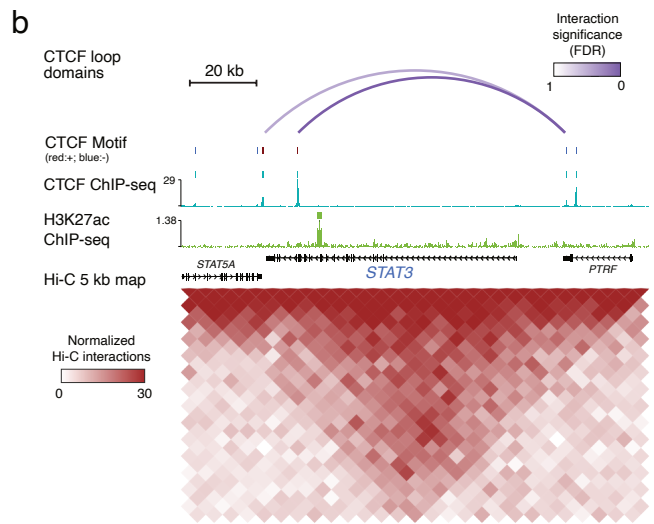 b
CTCF loop
domains
20 kb
Interaction
significance
(FDR)
1 0
CTCF Motif
(red:+; blue:-)
CTCF ChIP-seq
29
H3K27ac
ChIP-seq
1.38
STAT5A
STAT3
PTRF
Hi-C 5 kb map
Normalized
Hi-C interactions
0 30